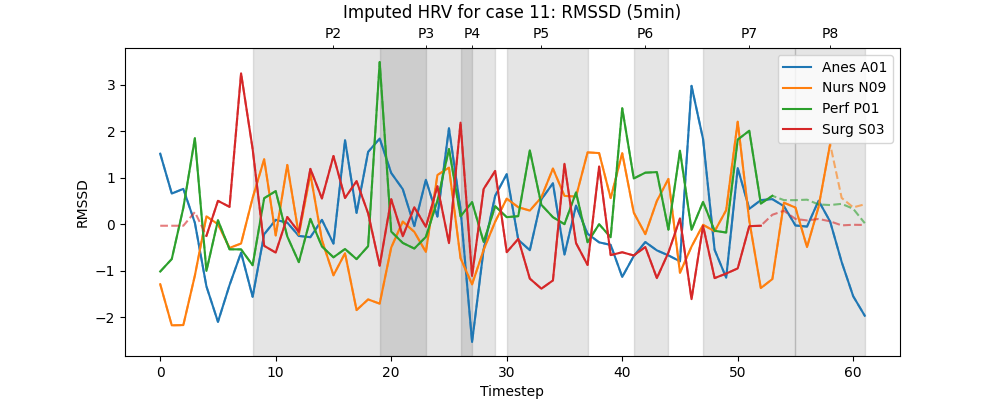 Imputed HRV for case 11: RMSSD (5min)
P2 P3 P4 P5 P6 P7 P8
Anes A01
Nurs N09
Perf P01
Surg S03
RMSSD
3
2
1
0
−1
−2
0 10 20 30 40 50 60
Timestep